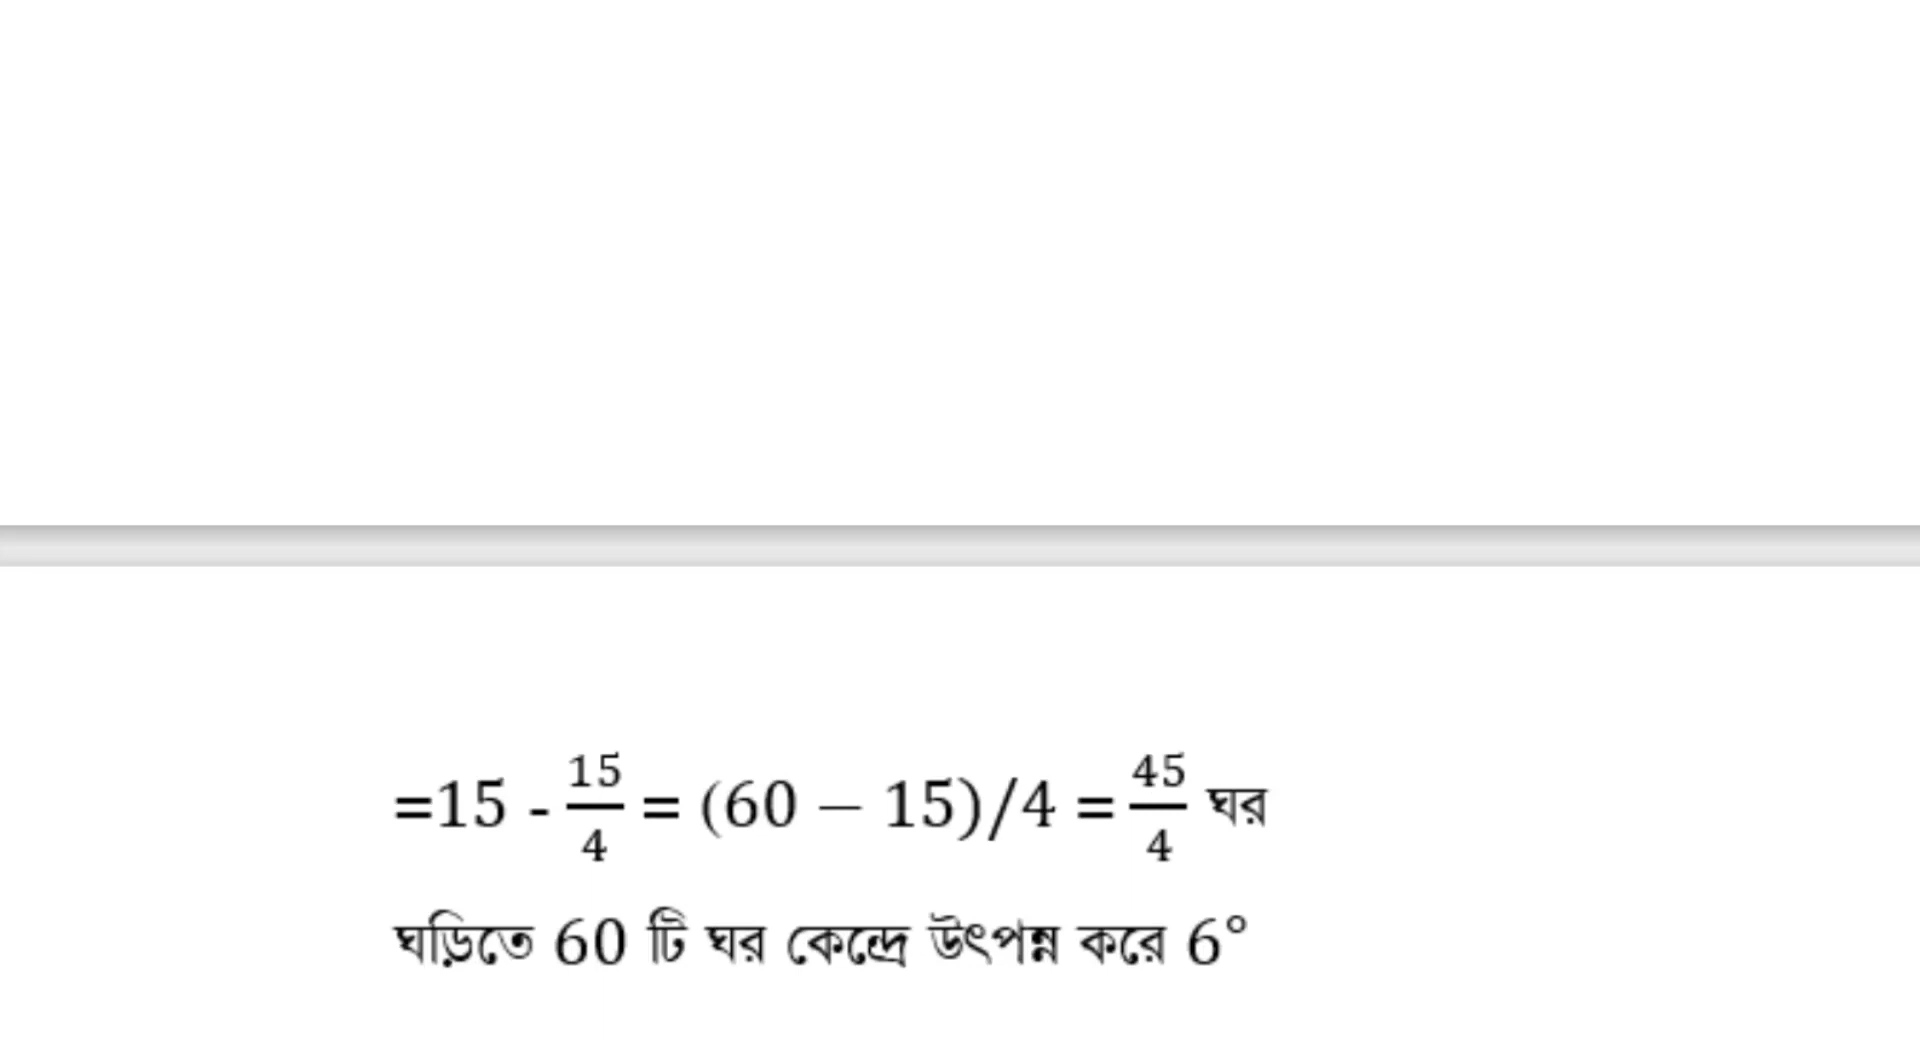 =15 - 15/4 = (60 − 15)/4 = 45/4 ঘর
ঘড়িতে 60 টি ঘর কেন্দ্রে উৎপন্ন করে 6°